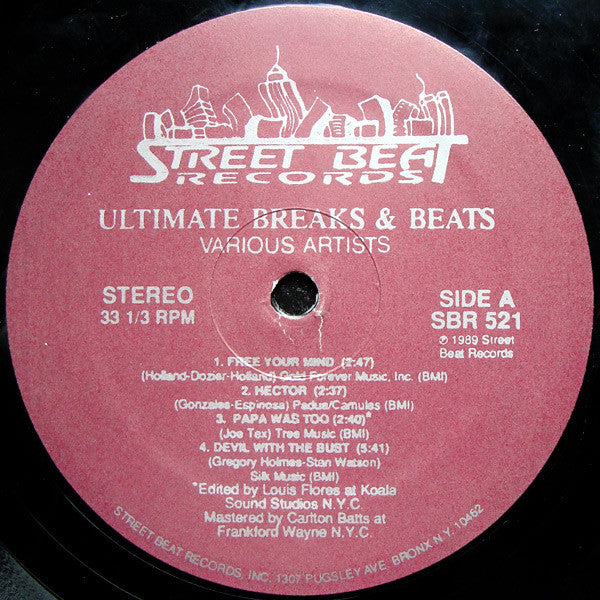 STREET BEAT
RECORDS
ULTIMATE BREAKS & BEATS
VARIOUS ARTISTS
STEREO
33 1/3 RPM
SIDE A
SBR 521
℗ 1989 Street
Beat Records
1. FREE YOUR MIND (2:47)
(Holland-Dozier-Holland) Gold Forever Music, Inc. (BMI)
2. HECTOR (2:37)
(Gonzales-Espinosa) Padua/Camulas (BMI)
3. PAPA WAS TOO (2:40)*
(Joe Tex) Tree Music (BMI)
4. DEVIL WITH THE BUST (5:41)
(Gregory Holmes-Stan Watson)
Silk Music (BMI)
*Edited by Louis Flores at Koala
Sound Studios N.Y.C.
Mastered by Carlton Batts at
Frankford Wayne N.Y.C.
STREET BEAT RECORDS, INC. 1307 PUGSLEY AVE. BRONX N.Y. 10462